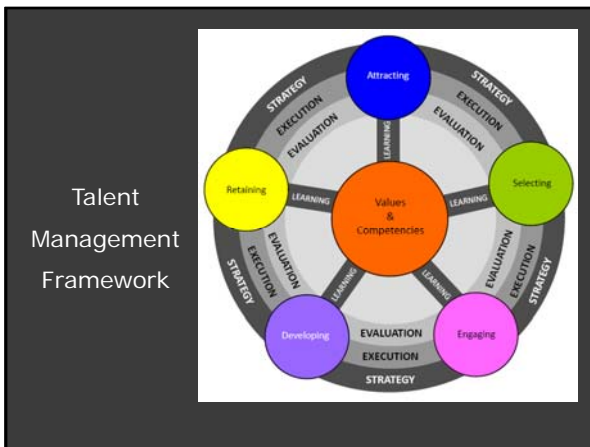 Talent
Management
Framework
Attracting
STRATEGY
EXECUTION
EVALUATION
STRATEGY
EXECUTION
EVALUATION
LEARNING
Retaining
LEARNING
Values
&
Competencies
LEARNING
Selecting
EVALUATION
EXECUTION
STRATEGY
LEARNING
LEARNING
EVALUATION
EXECUTION
STRATEGY
Developing
EVALUATION
EXECUTION
STRATEGY
Engaging